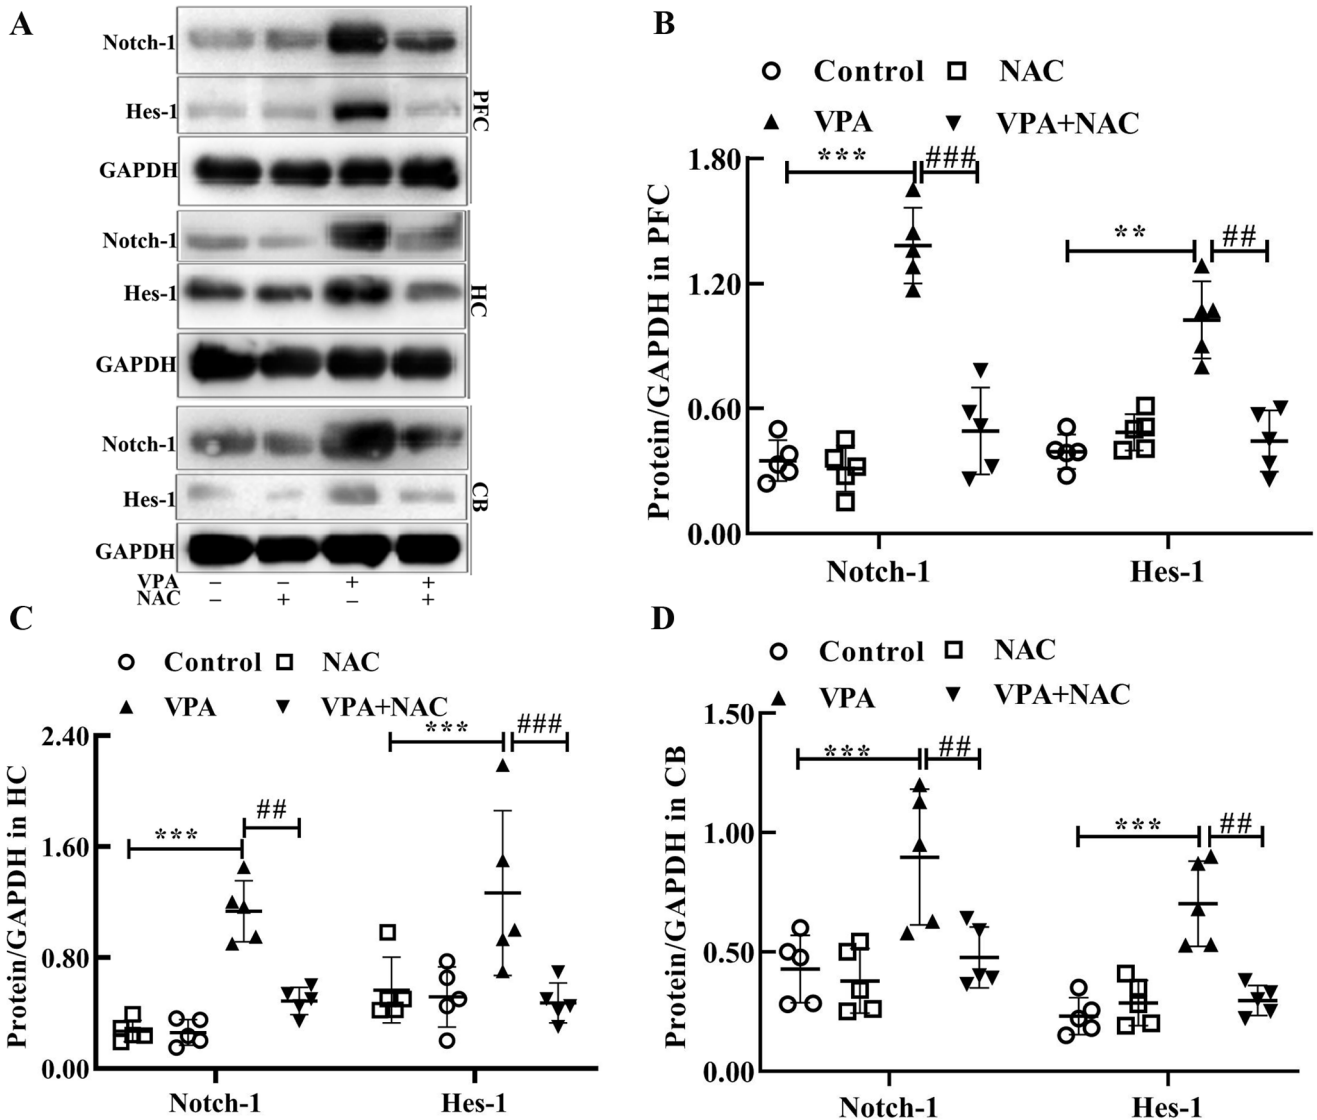 A
Notch-1
Hes-1
GAPDH
PFC
Notch-1
Hes-1
GAPDH
HC
Notch-1
Hes-1
GAPDH
CB
VPA – – + +
NAC – + – +
B
Control NAC
VPA VPA+NAC
*** ###
** ##
1.80
1.20
0.60
0.00
Protein/GAPDH in PFC
Notch-1 Hes-1
C
Control NAC
VPA VPA+NAC
*** ###
*** ##
2.40
1.60
0.80
0.00
Protein/GAPDH in HC
Notch-1 Hes-1
D
Control NAC
VPA VPA+NAC
*** ##
*** ##
1.50
1.00
0.50
0.00
Protein/GAPDH in CB
Notch-1 Hes-1